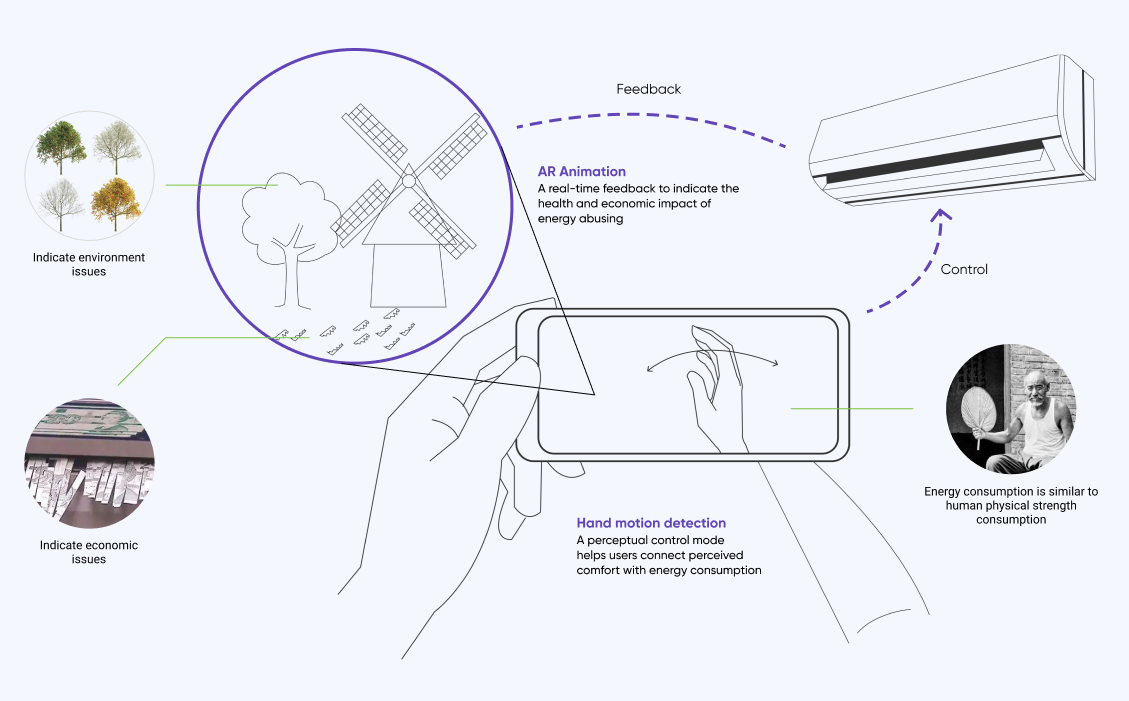 Feedback
AR Animation
A real-time feedback to indicate the
health and economic impact of
energy abusing
Indicate environment
issues
Control
Energy consumption is similar to
human physical strength
consumption
Hand motion detection
A perceptual control mode
helps users connect perceived
comfort with energy consumption
Indicate economic
issues